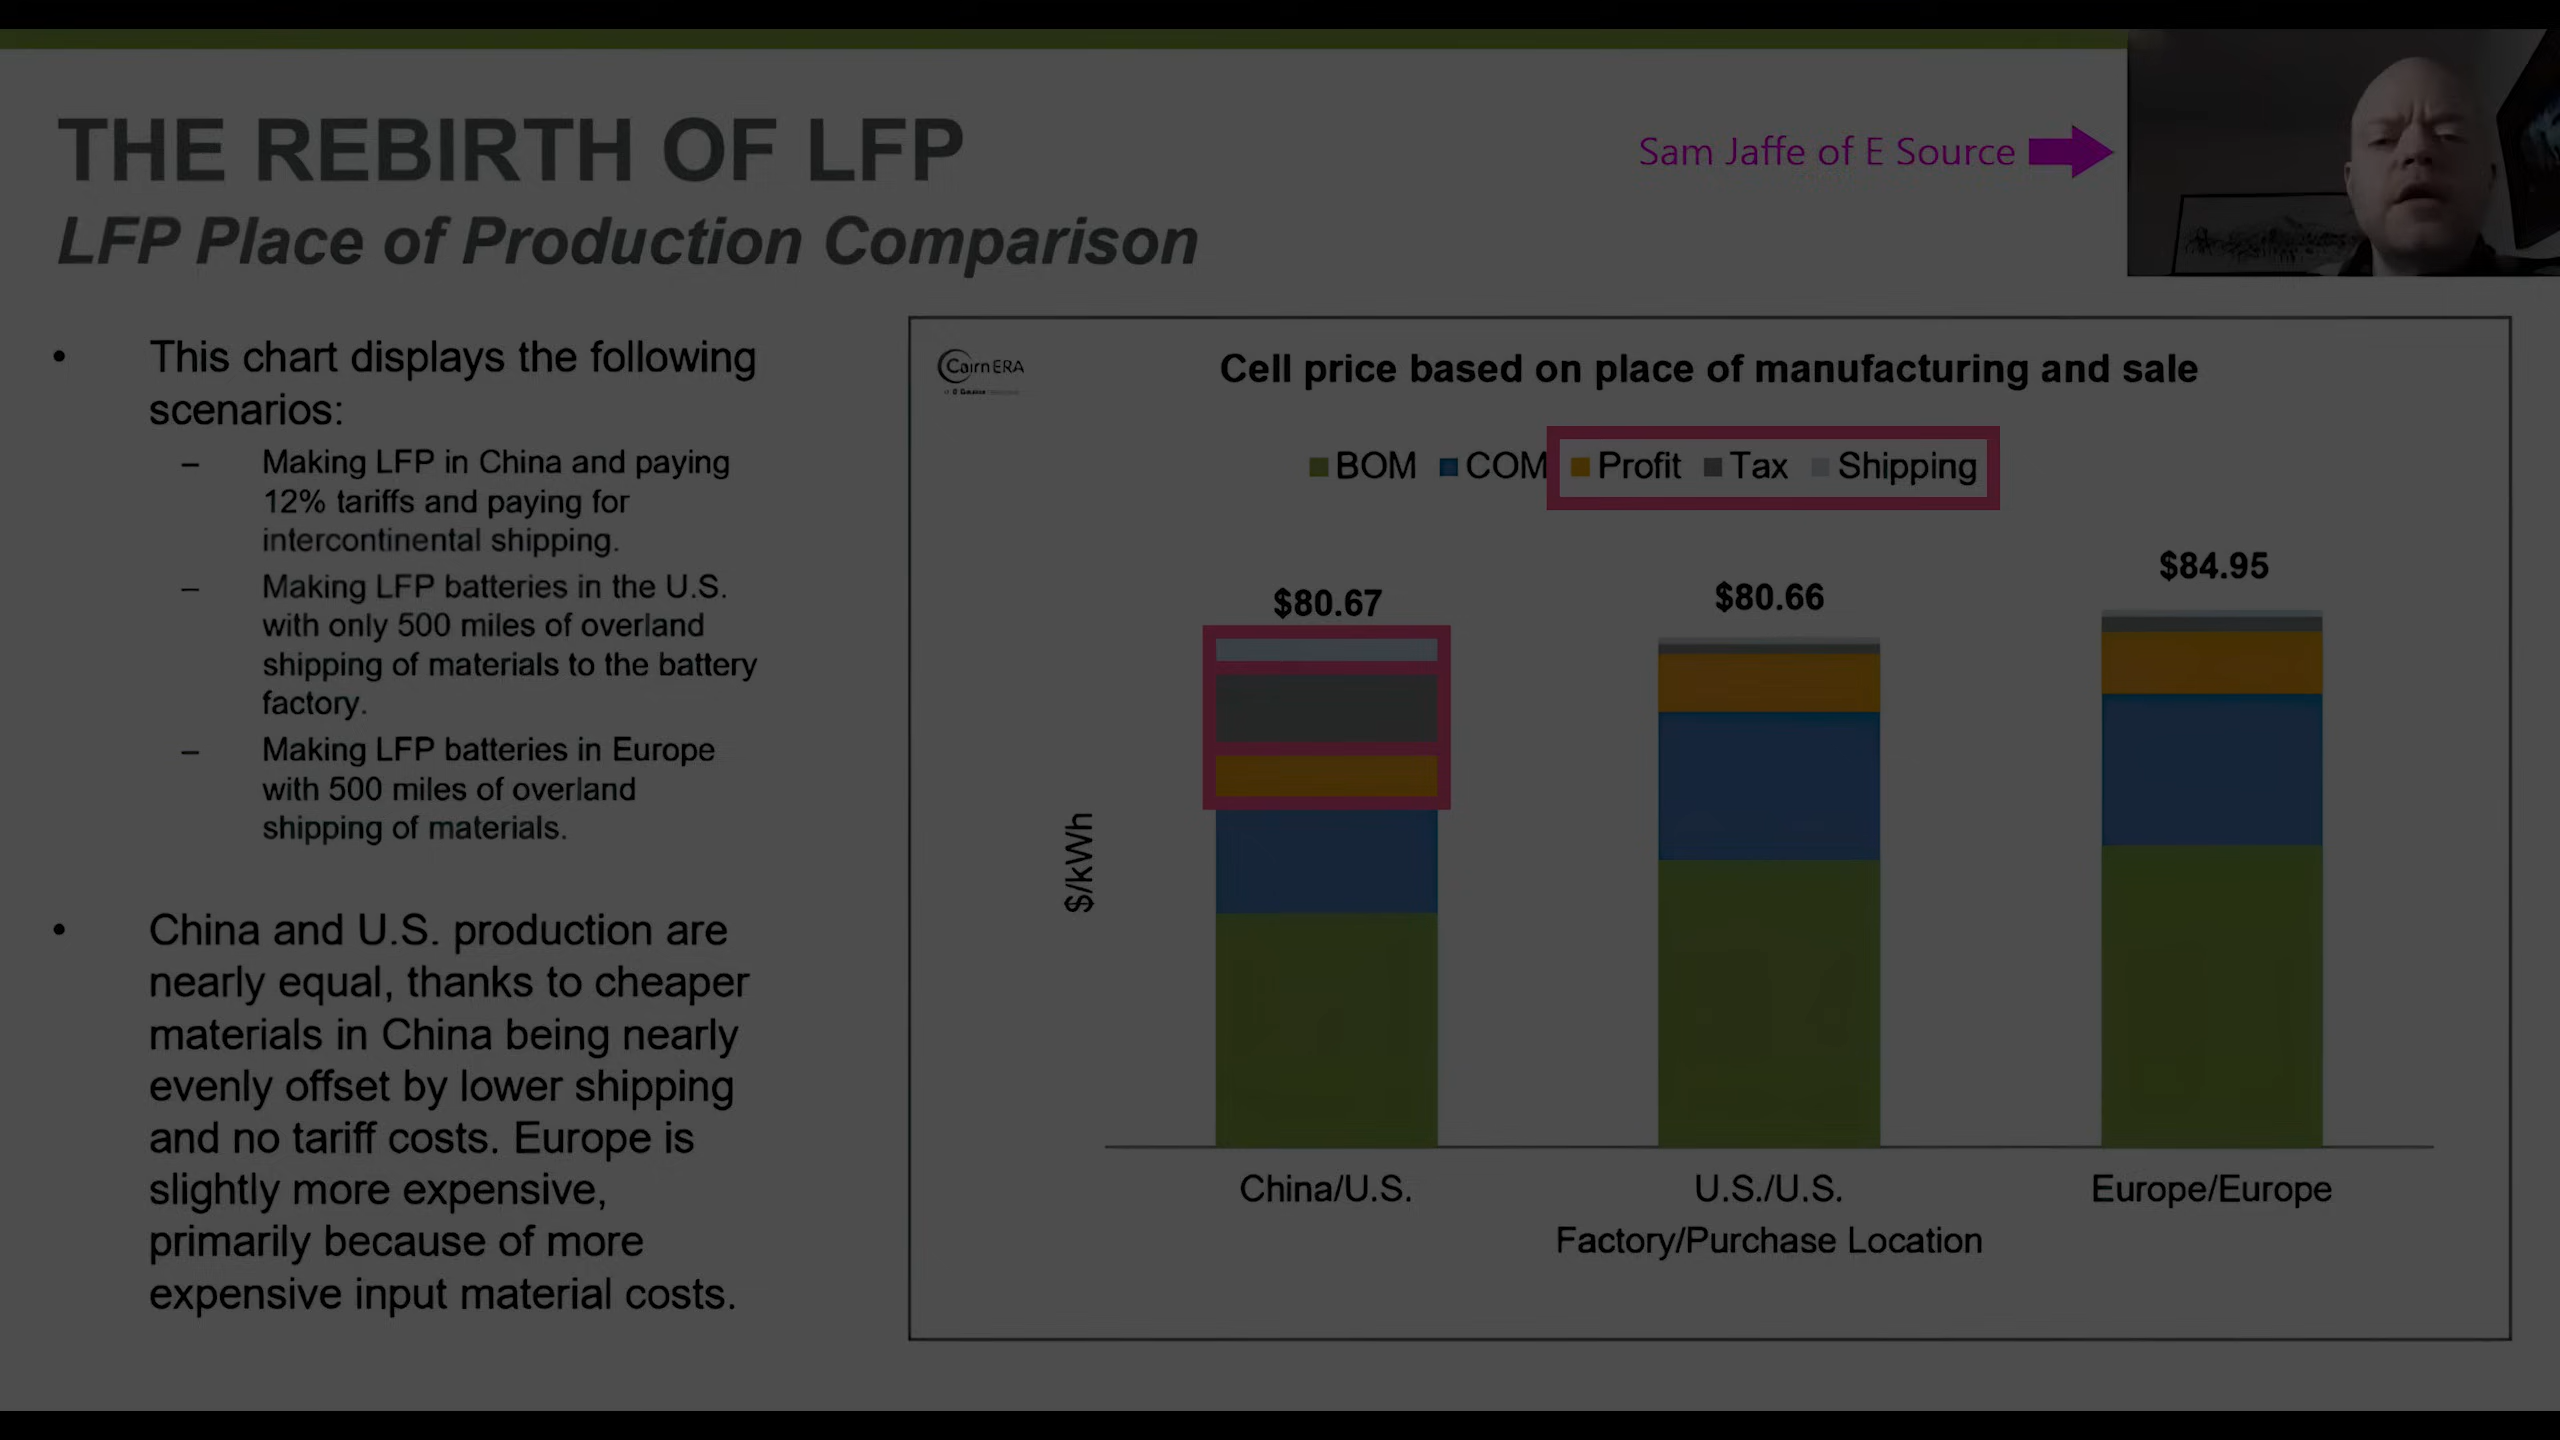 THE REBIRTH OF LFP
LFP Place of Production Comparison
Sam Jaffe of E Source
• This chart displays the following
scenarios:
– Making LFP in China and paying
12% tariffs and paying for
intercontinental shipping.
– Making LFP batteries in the U.S.
with only 500 miles of overland
shipping of materials to the battery
factory.
– Making LFP batteries in Europe
with 500 miles of overland
shipping of materials.
• China and U.S. production are
nearly equal, thanks to cheaper
materials in China being nearly
evenly offset by lower shipping
and no tariff costs. Europe is
slightly more expensive,
primarily because of more
expensive input material costs.
Cairn ERA
Cell price based on place of manufacturing and sale
BOM COM Profit Tax Shipping
$80.67
$80.66
$84.95
$/kWh
China/U.S. U.S./U.S. Europe/Europe
Factory/Purchase Location